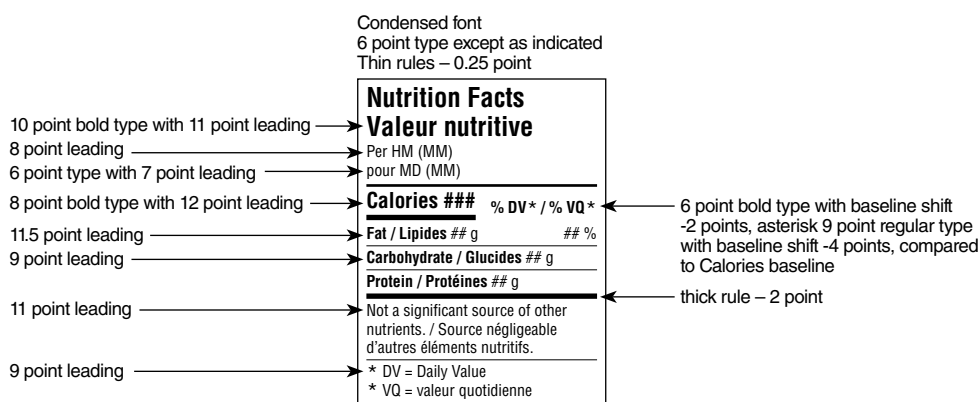 Condensed font
6 point type except as indicated
Thin rules – 0.25 point
Nutrition Facts
10 point bold type with 11 point leading
Valeur nutritive
8 point leading
Per HM (MM)
6 point type with 7 point leading
pour MD (MM)
8 point bold type with 12 point leading
Calories ### % DV* / % VQ*
6 point bold type with baseline shift
-2 points, asterisk 9 point regular type
with baseline shift -4 points, compared
to Calories baseline
11.5 point leading
Fat / Lipides ## g ## %
9 point leading
Carbohydrate / Glucides ## g
Protein / Protéines ## g
thick rule – 2 point
11 point leading
Not a significant source of other
nutrients. / Source négligeable
d'autres éléments nutritifs.
9 point leading
* DV = Daily Value
* VQ = valeur quotidienne